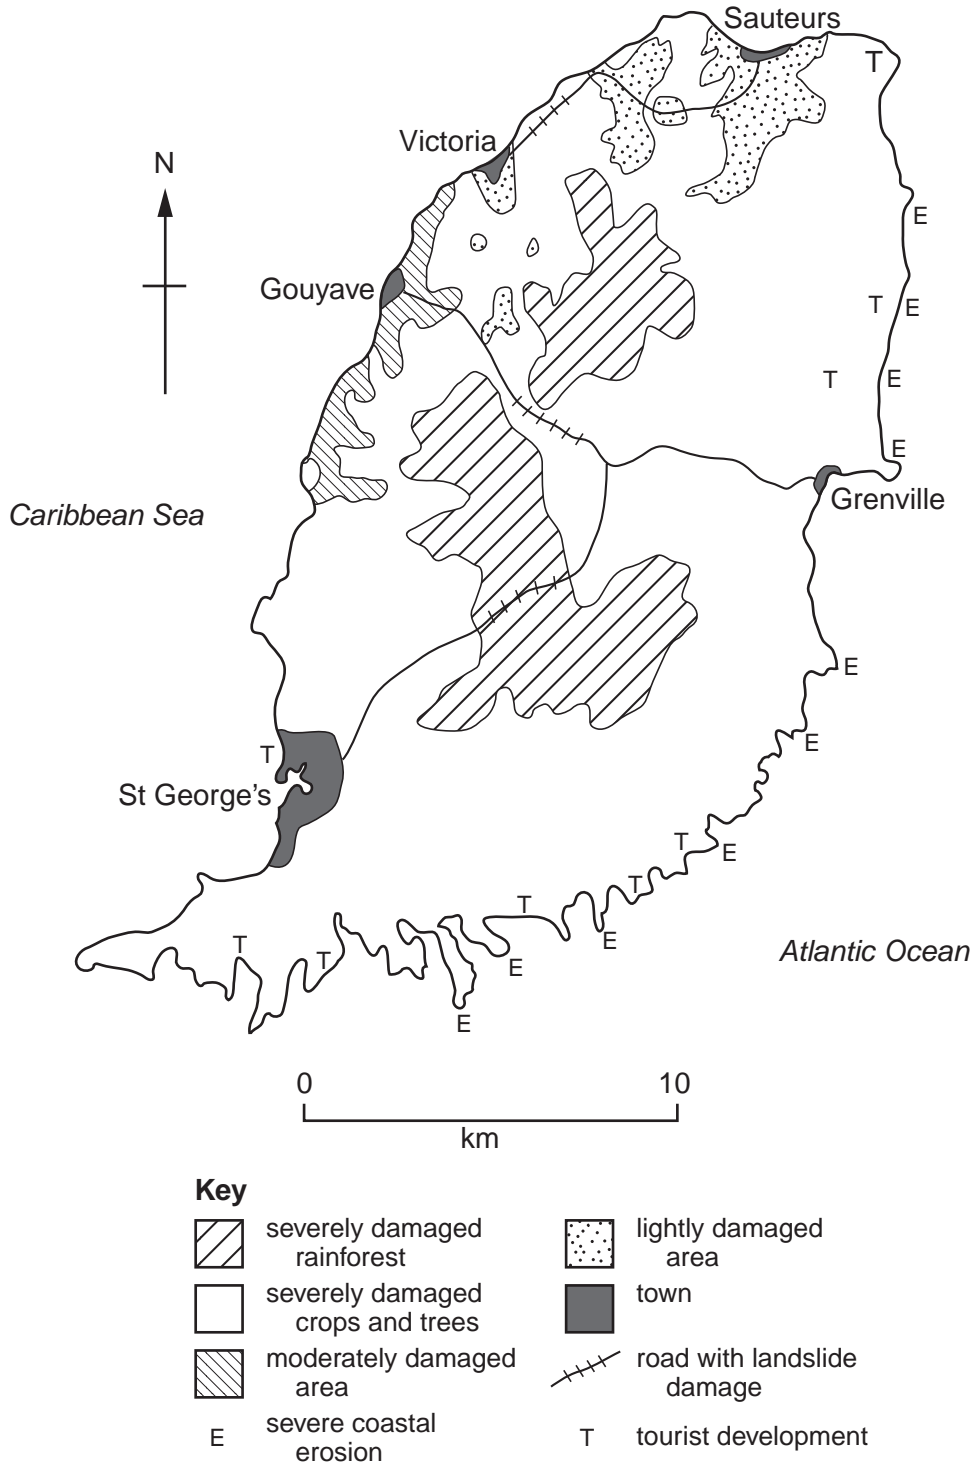 Sauteurs
T
Victoria
N
E
Gouyave
T
E
T
E
E
Grenville
Caribbean Sea
E
T
E
St George's
T
E
T
T
E
T
T
E
Atlantic Ocean
E
0
10
km
Key
severely damaged
rainforest
lightly damaged
area
severely damaged
crops and trees
town
moderately damaged
area
road with landslide
damage
E
severe coastal
erosion
T
tourist development